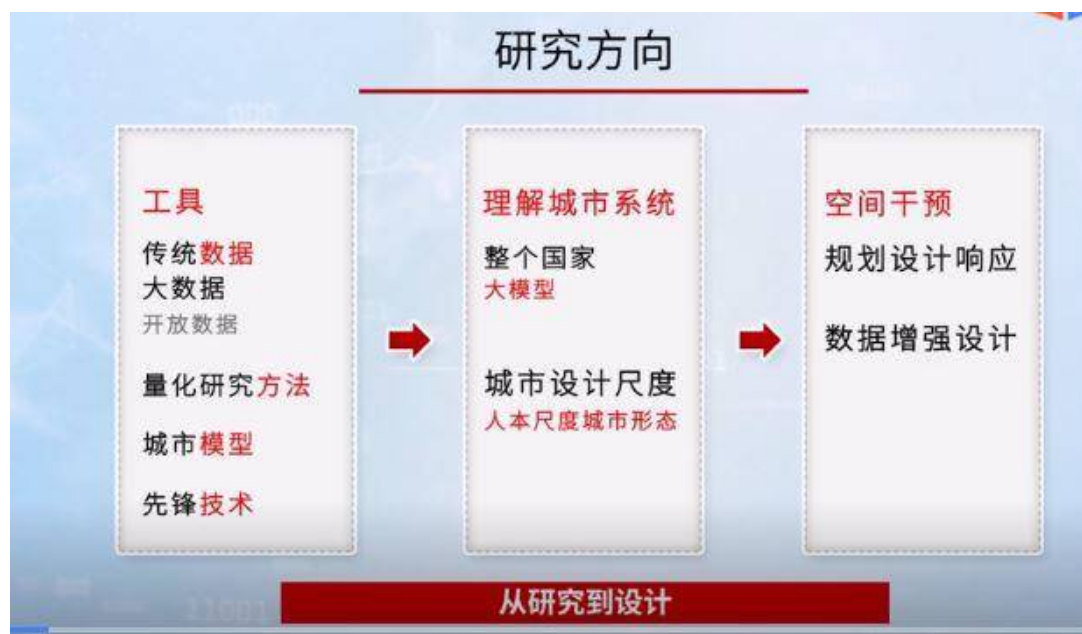 研究方向
工具
传统数据
大数据
开放数据
量化研究方法
城市模型
先锋技术
理解城市系统
整个国家
大模型
城市设计尺度
人本尺度城市形态
空间干预
规划设计响应
数据增强设计
从研究到设计